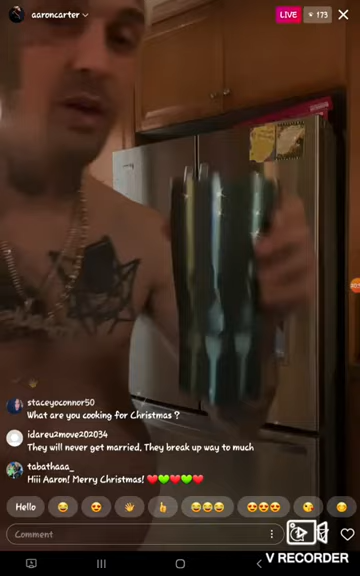 aaroncarter
LIVE
173
staceyoconnor50
What are you cooking for Christmas ?
idareu2move202034
They will never get married. They break up way to much
tabathaaa_
Hiii Aaron! Merry Christmas! ❤️💚❤️💚❤️
Hello
Comment
V RECORDER